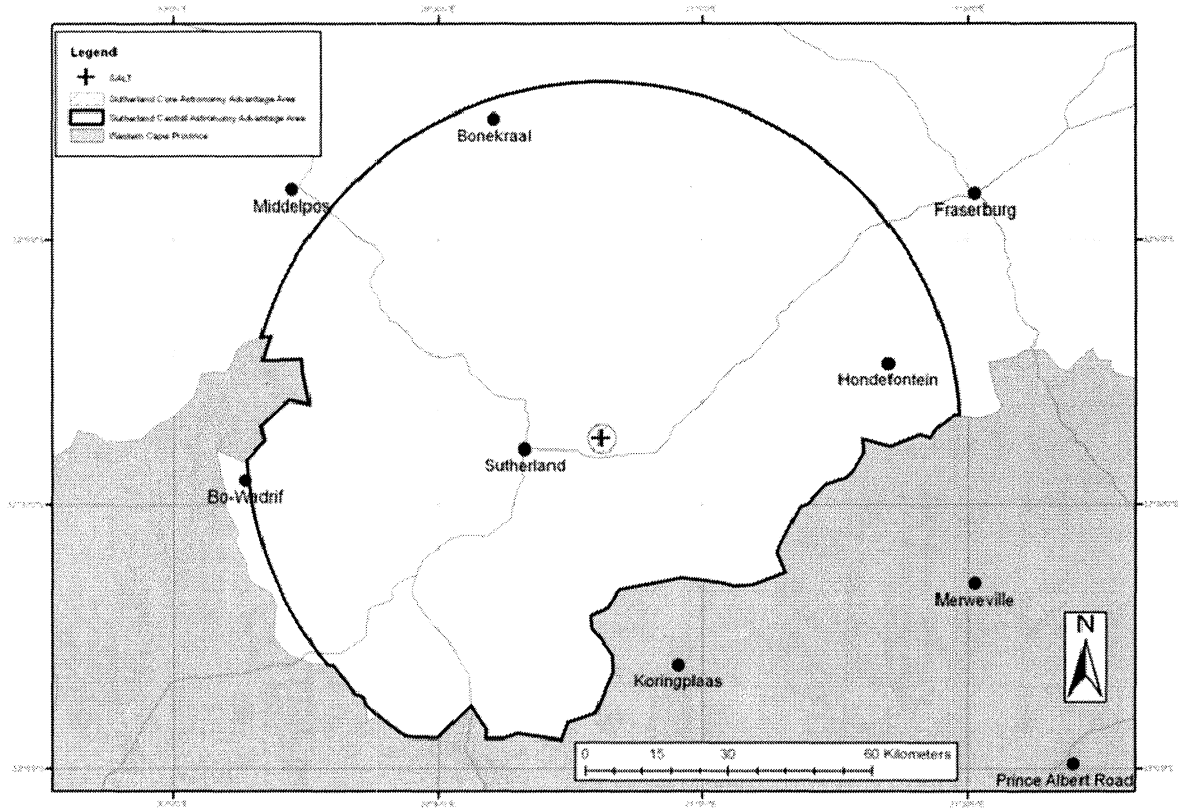 Legend
SALT
Sutherland Core Astronomy Advantage Area
Sutherland Central Astronomy Advantage Area
Western Cape Province
Bonekraal
Middelpos
Fraserburg
Hondefontein
Sutherland
Bo-Wadrif
Merweville
N
Koringplaas
0 15 30 60 Kilometers
Prince Albert Road